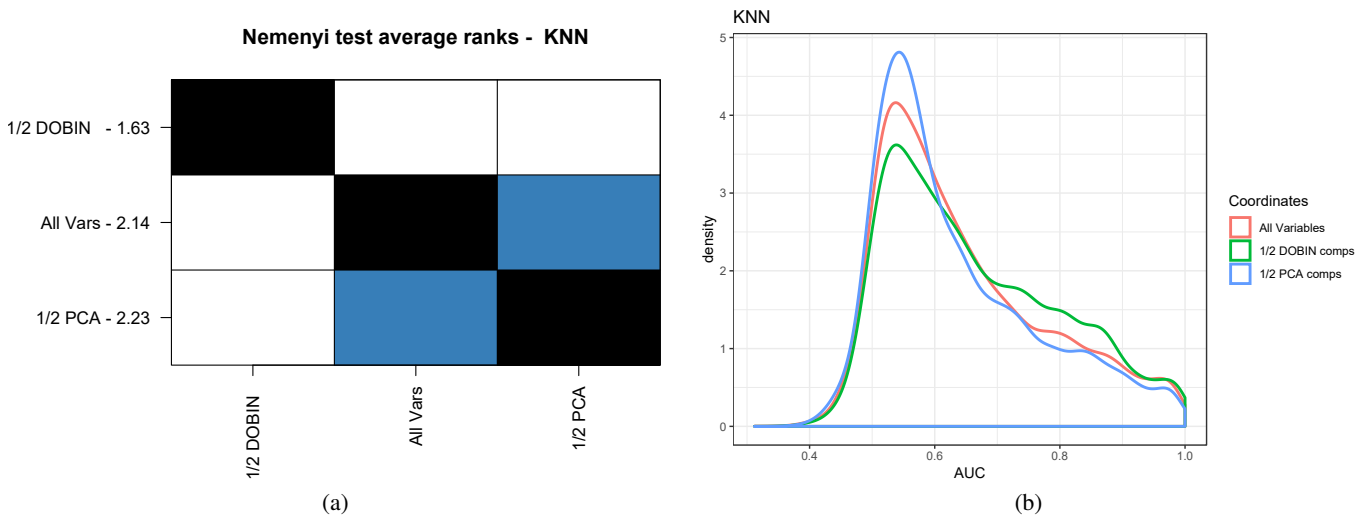 Nemenyi test average ranks - KNN
1/2 DOBIN - 1.63
All Vars - 2.14
1/2 PCA - 2.23
1/2 DOBIN
All Vars
1/2 PCA
(a)
KNN
5
4
3
2
1
0
density
0.4
0.6
0.8
1.0
AUC
Coordinates
All Variables
1/2 DOBIN comps
1/2 PCA comps
(b)